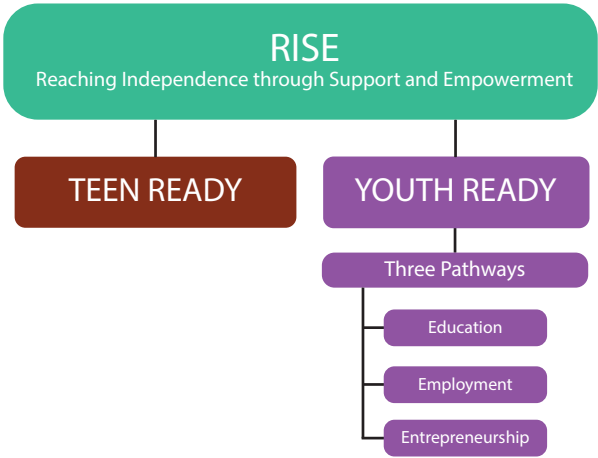 RISE
Reaching Independence through Support and Empowerment
TEEN READY
YOUTH READY
Three Pathways
Education
Employment
Entrepreneurship